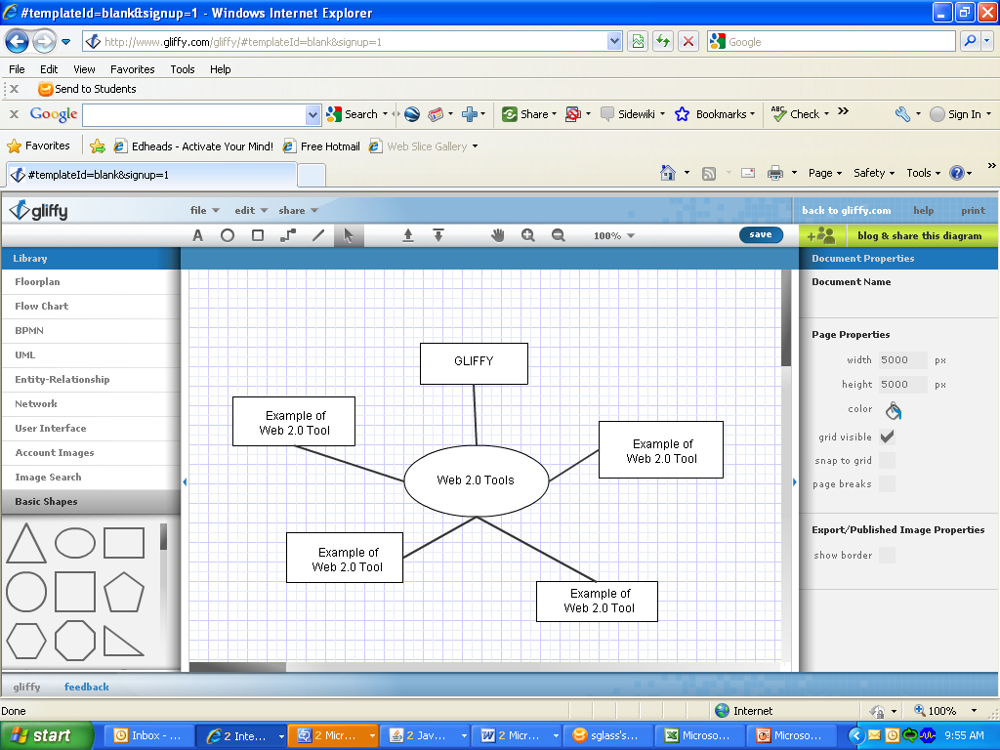 #templateId=blank&signup=1 - Windows Internet Explorer
http://www.gliffy.com/gliffy/#templateId=blank&signup=1
Google
File Edit View Favorites Tools Help
x Send to Students
x Google Search Share Sidewiki Bookmarks ABC Check » Sign In
Favorites Edheads - Activate Your Mind! Free Hotmail Web Slice Gallery
#templateId=blank&signup=1
Page Safety Tools »
gliffy file edit share back to gliffy.com help print
A 100% save blog & share this diagram
Library
Floorplan
Flow Chart
BPMN
UML
Entity-Relationship
Network
User Interface
Account Images
Image Search
Basic Shapes
GLIFFY
Example of
Web 2.0 Tool
Example of
Web 2.0 Tool
Web 2.0 Tools
Example of
Web 2.0 Tool
Example of
Web 2.0 Tool
Document Properties
Document Name
Page Properties
width 5000 px
height 5000 px
color
grid visible
snap to grid
page breaks
Export/Published Image Properties
show border
gliffy feedback
Done Internet 100%
start Inbox - ... 2 Inte... 2 Micr... 2 Jav... 2 Micr... sglass's... Microso... Microso... 9:55 AM